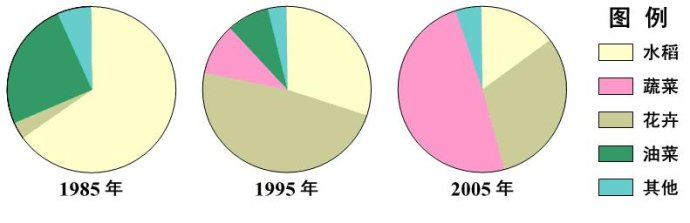 图 例
水稻
蔬菜
花卉
油菜
其他
1985 年
1995 年
2005 年